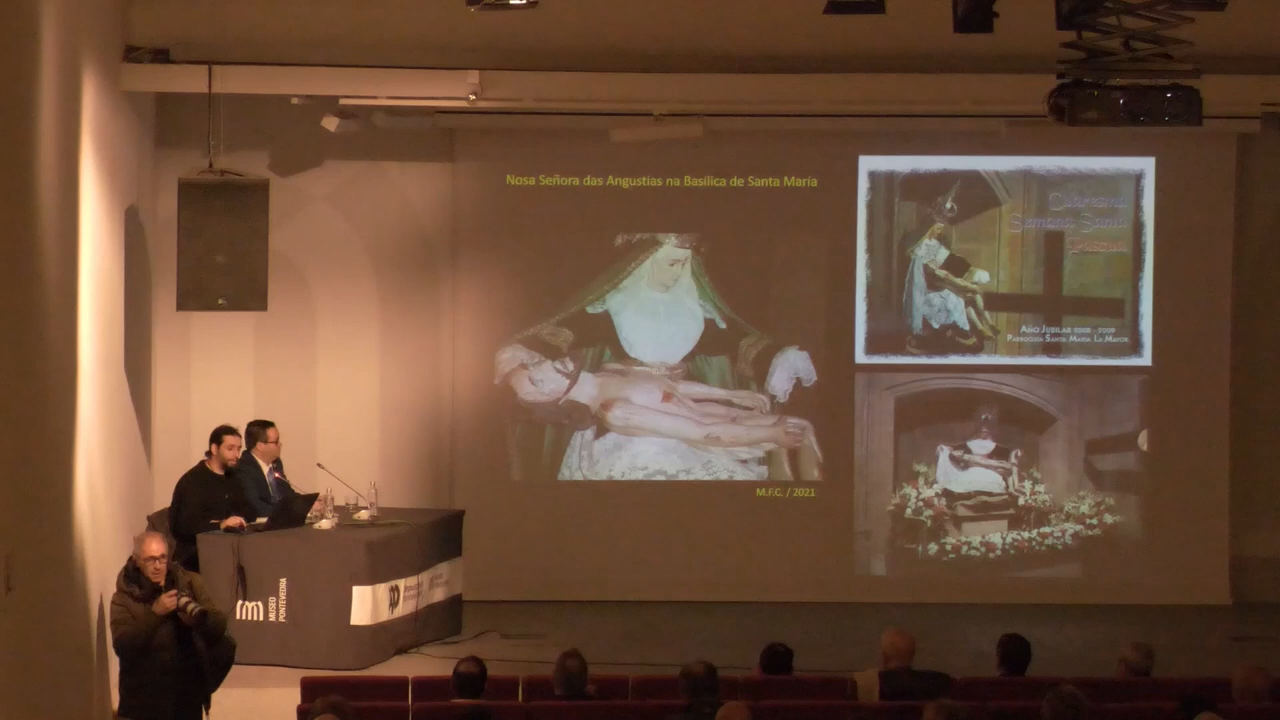 Nosa Señora das Angustias na Basílica de Santa María
Cuaresma
Semana Santa
Pascua
AÑO JUBILAR 2008 - 2009
PARROQUIA SANTA MARIA LA MAYOR
M.F.C. / 2021
MUSEO
PONTEVEDRA